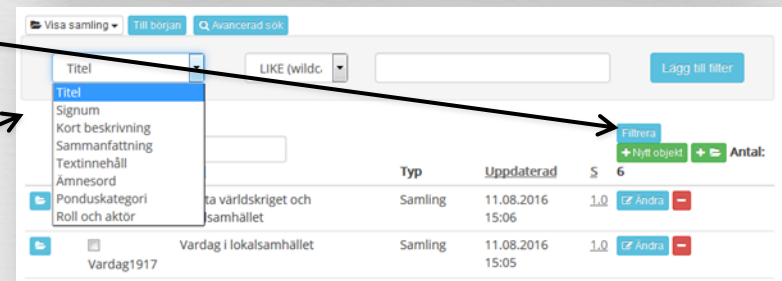 Visa samling Till början Avancerad sök
Titel LIKE (wildc. Lägg till filter
Titel
Signum
Kort beskrivning
Sammanfattning
Textinnehåll
Ämnesord
Ponduskategori
Roll och aktör
Filtrera
+ Nytt objekt + Antal:
Typ Uppdaterad S 6
ta världskriget och Samling 11.08.2016 1.0 Ändra
lsamhället 15:06
Vardag i lokalsamhället Samling 11.08.2016 1.0 Ändra
Vardag1917 15:05